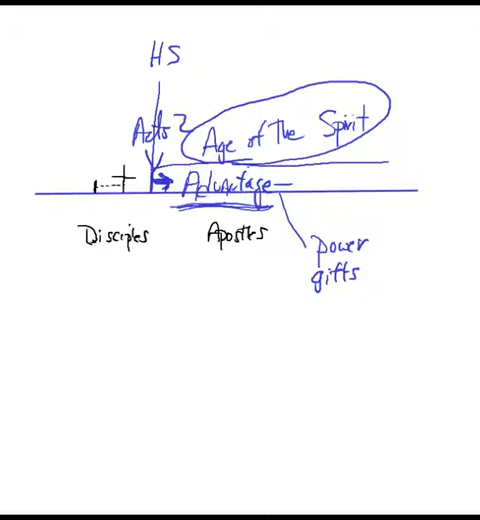 HS
Acts 2
Age of The Spirit
Advantage
Disciples
Apostles
power
gifts